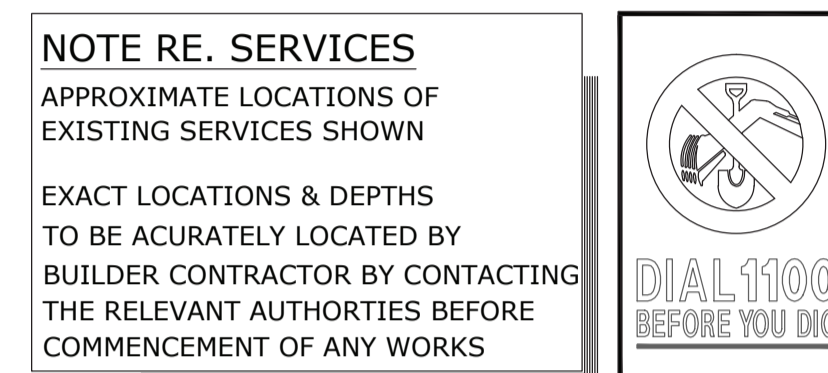 NOTE RE. SERVICES
APPROXIMATE LOCATIONS OF
EXISTING SERVICES SHOWN
EXACT LOCATIONS & DEPTHS
TO BE ACURATELY LOCATED BY
BUILDER CONTRACTOR BY CONTACTING
THE RELEVANT AUTHORTIES BEFORE
COMMENCEMENT OF ANY WORKS
DIAL 1100
BEFORE YOU DIG